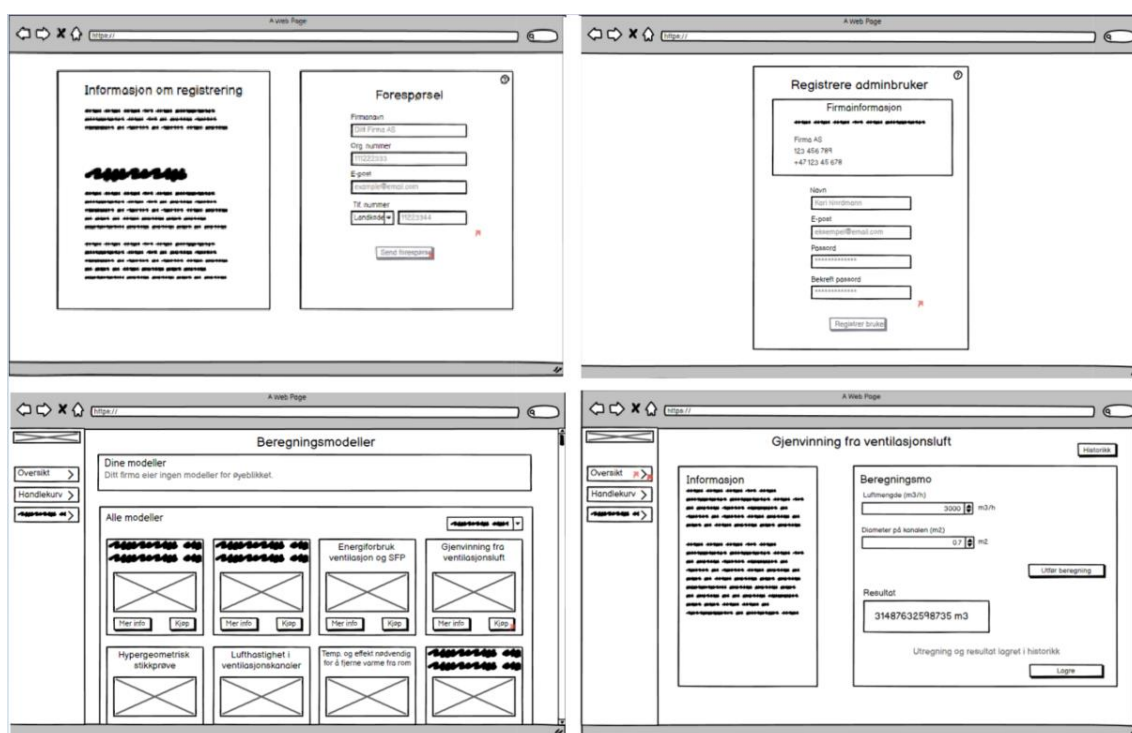 A Web Page
https://
Informasjon om registrering
Forespørsel
Firmanavn
Ditt Firma AS
Org. nummer
111222333
E-post
example@email.com
Tlf. nummer
Landkode
11223344
Send forespørsel
A Web Page
https://
Registrere adminbruker
Firmainformasjon
Firma AS
123 456 789
+47 123 45 678
Navn
Kari Nordmann
E-post
eksempel@email.com
Passord
*************
Bekreft passord
*************
Registrer bruker
A Web Page
https://
Oversikt
Handlekurv
Beregningsmodeller
Dine modeller
Ditt firma eier ingen modeller for øyeblikket.
Alle modeller
Energiforbruk
ventilasjon og SFP
Gjenvinning fra
ventilasjonsluft
Mer info Kjøp
Mer info Kjøp
Mer info Kjøp
Mer info Kjøp
Hypergeometrisk
stikkprøve
Lufthastighet i
ventilasjonskanaler
Temp. og effekt nødvendig
for å fjerne varme fra rom
A Web Page
https://
Oversikt
Handlekurv
Gjenvinning fra ventilasjonsluft
Historikk
Informasjon
Beregningsmo
Luftmengde (m3/h)
3000 m3/h
Diameter på kanalen (m2)
0.7 m2
Utfør beregning
Resultat
31487632598735 m3
Utregning og resultat lagret i historikk
Lagre